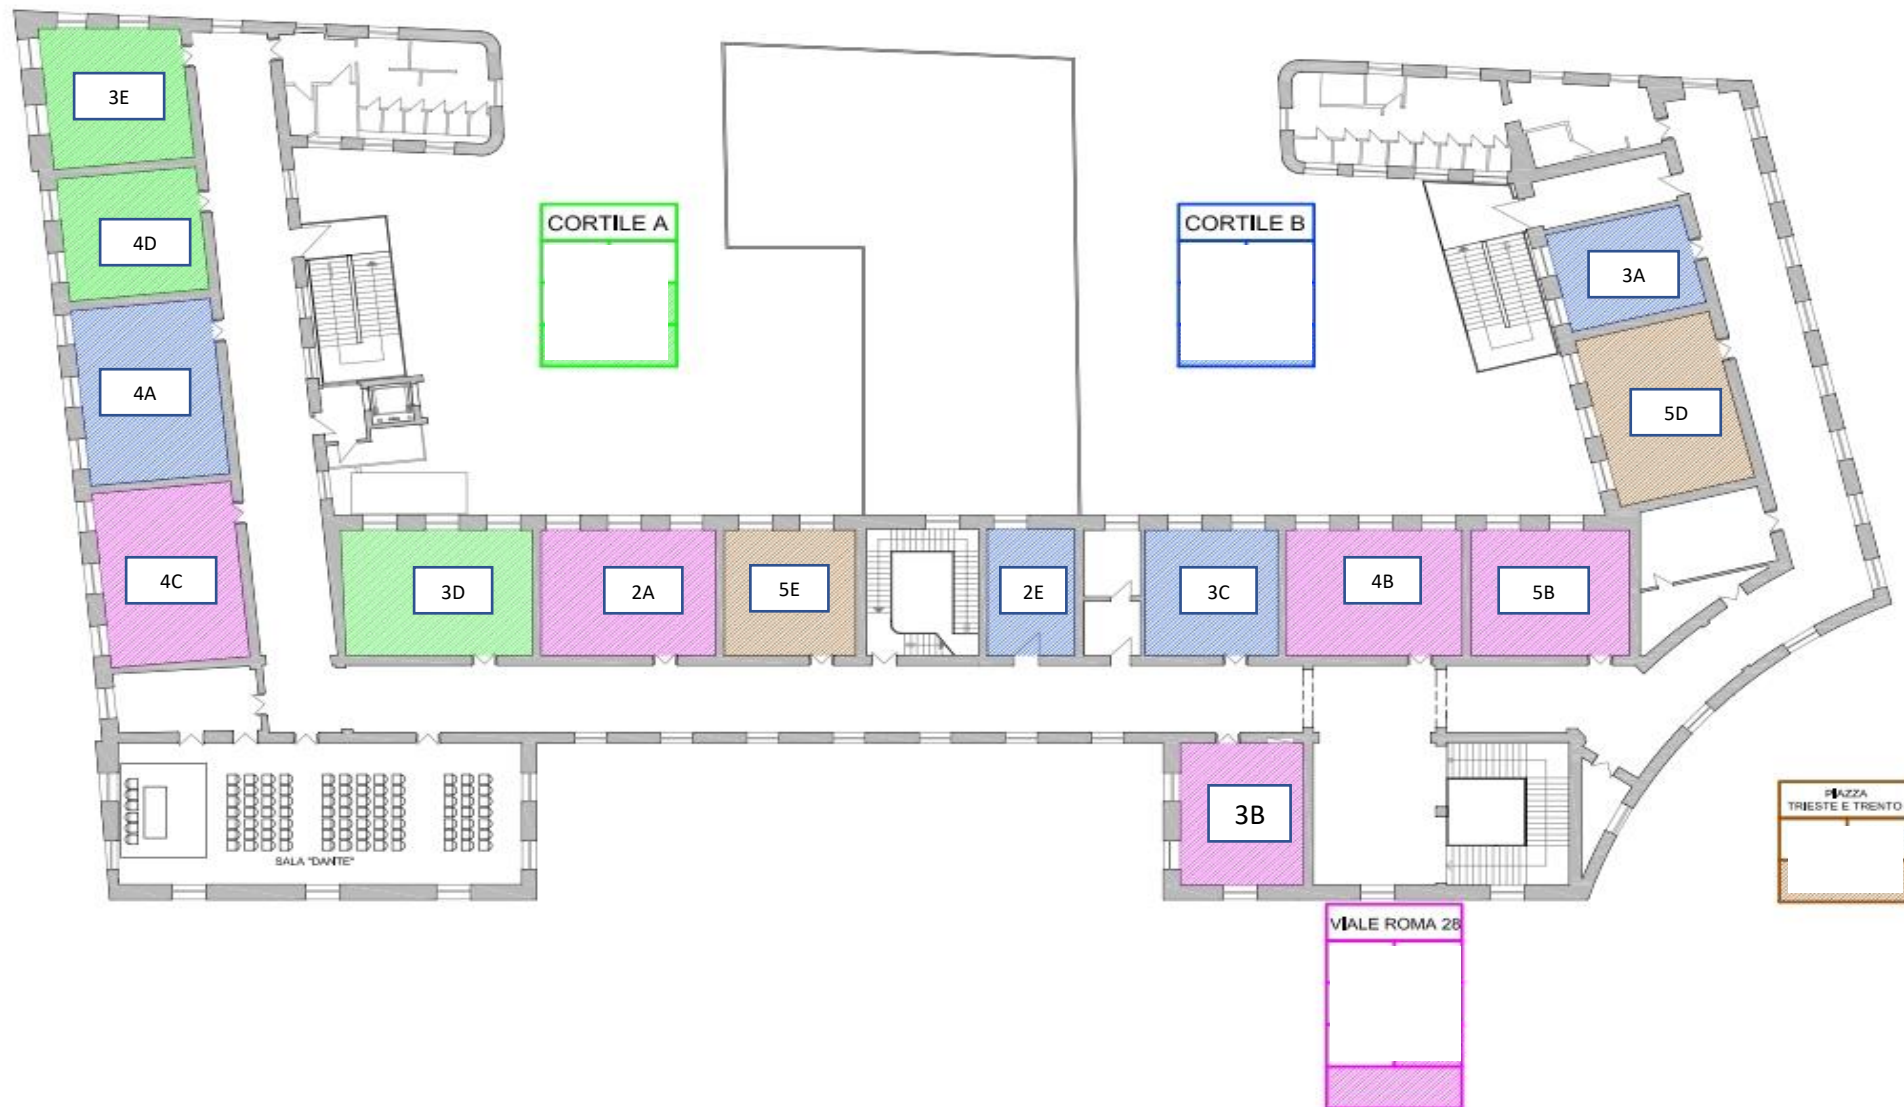 3E
4D
4A
4C
CORTILE A
CORTILE B
3A
5D
3D
2A
5E
2E
3C
4B
5B
3B
SALA "DANTE"
PIAZZA
TRIESTE E TRENTO
VIALE ROMA 28